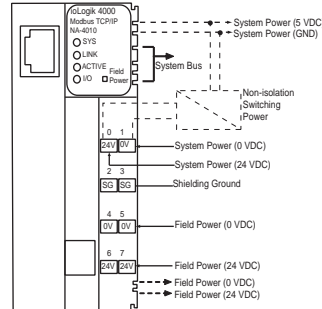 ioLogik 4000
Modbus TCP/IP
NA-4010
SYS
LINK
ACTIVE
I/O
Field
Power
System Power (5 VDC)
System Power (GND)
System Bus
Non-isolation
Switching
Power
0 1
24V 0V
System Power (0 VDC)
System Power (24 VDC)
2 3
SG SG
Shielding Ground
4 5
0V 0V
Field Power (0 VDC)
6 7
24V 24V
Field Power (24 VDC)
Field Power (0 VDC)
Field Power (24 VDC)